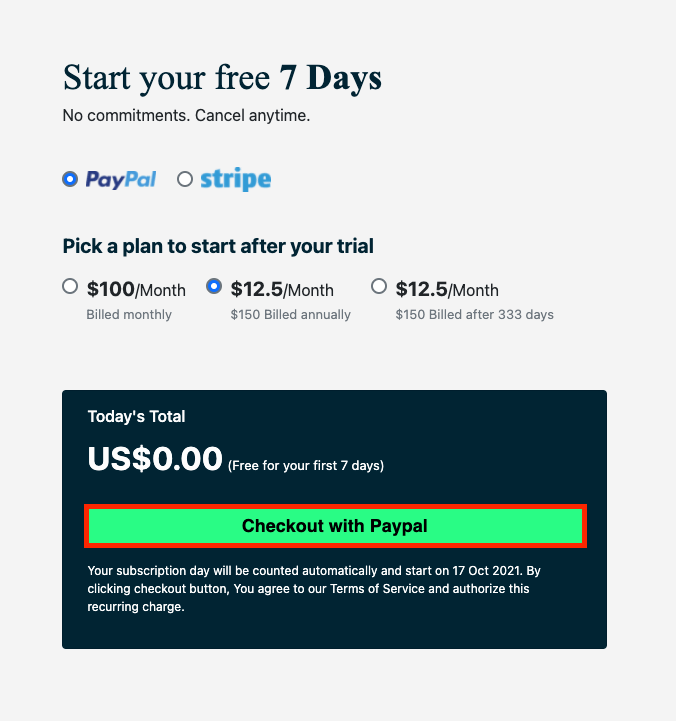 Start your free 7 Days
No commitments. Cancel anytime.
PayPal stripe
Pick a plan to start after your trial
$100/Month $12.5/Month $12.5/Month
Billed monthly $150 Billed annually $150 Billed after 333 days
Today's Total
US$0.00 (Free for your first 7 days)
Checkout with Paypal
Your subscription day will be counted automatically and start on 17 Oct 2021. By
clicking checkout button, You agree to our Terms of Service and authorize this
recurring charge.